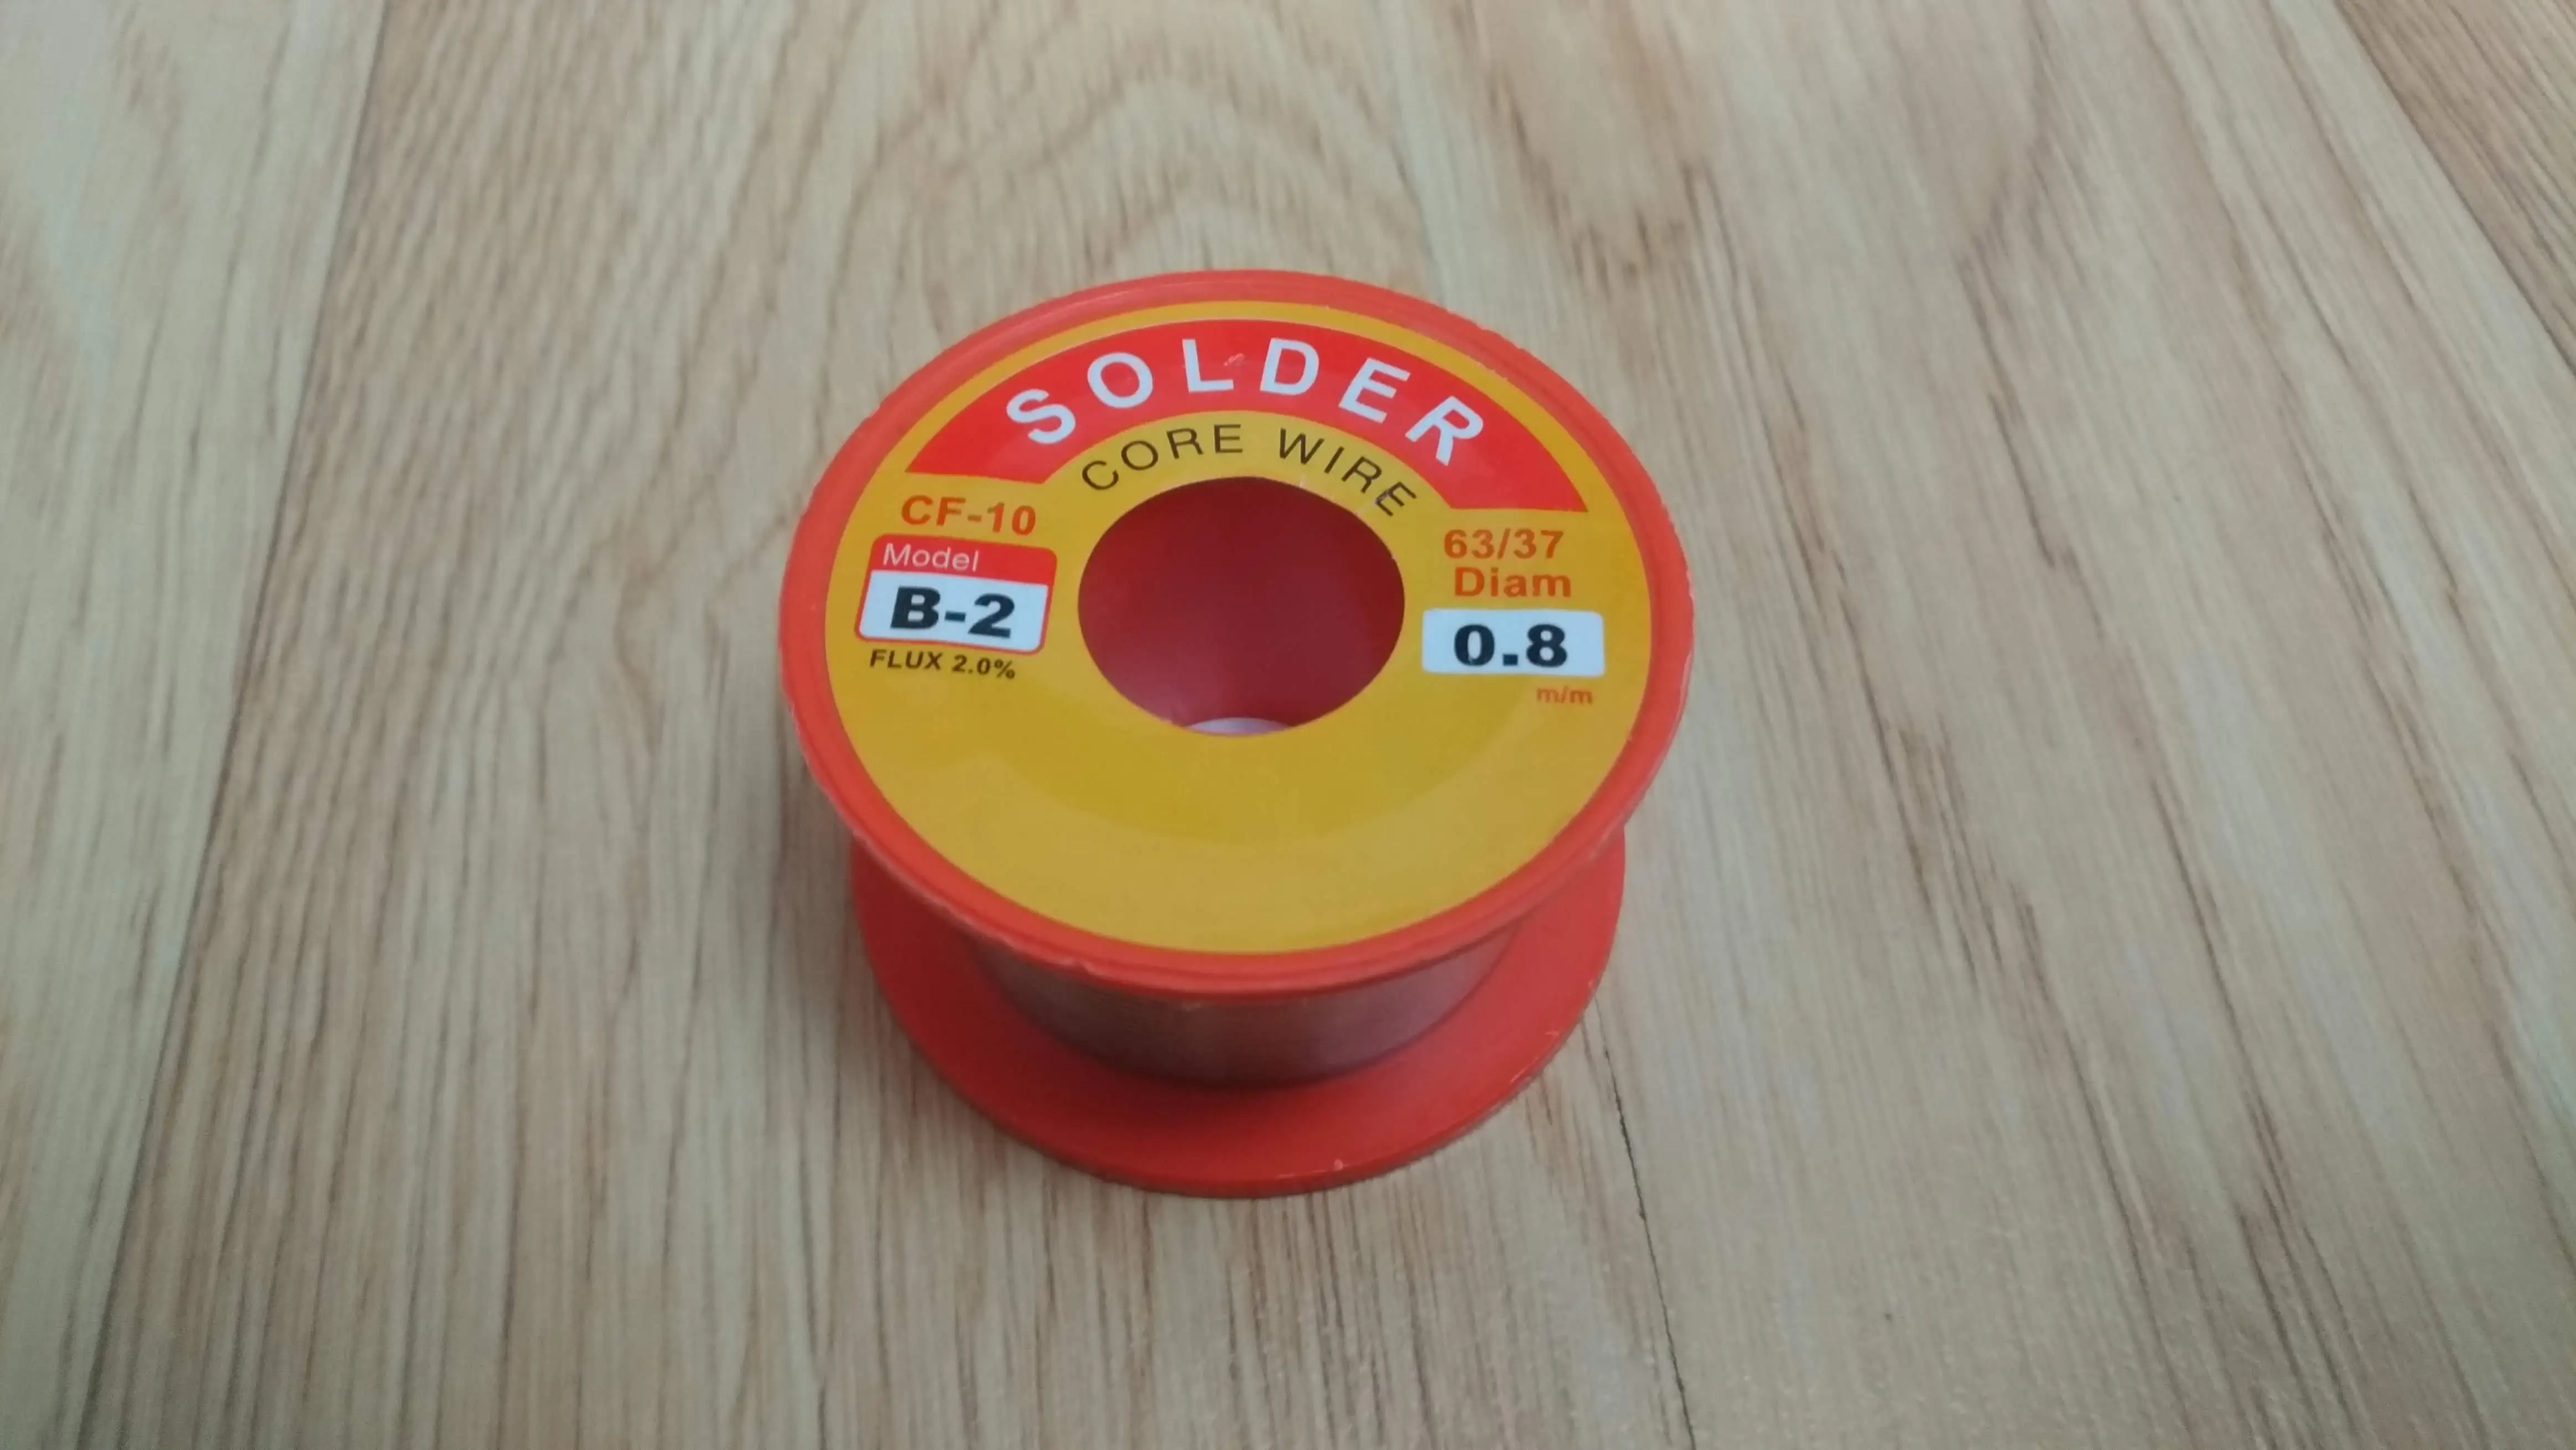 SOLDER
CORE WIRE
CF-10
Model
B-2
FLUX 2.0%
63/37
Diam
0.8
m/m